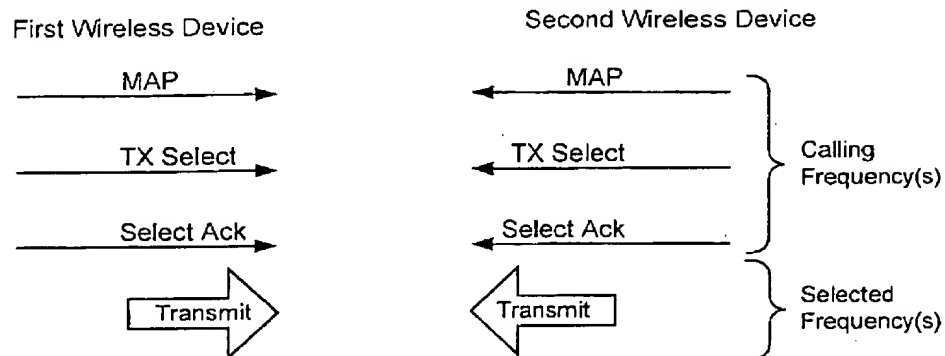 First Wireless Device
Second Wireless Device
MAP
MAP
TX Select
TX Select
Calling
Frequency(s)
Select Ack
Select Ack
Transmit
Transmit
Selected
Frequency(s)